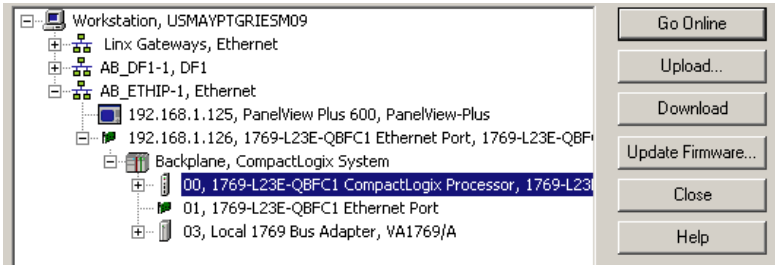 Workstation, USMAYPTGRIESM09
Linx Gateways, Ethernet
AB_DF1-1, DF1
AB_ETHIP-1, Ethernet
192.168.1.125, PanelView Plus 600, PanelView-Plus
192.168.1.126, 1769-L23E-QBFC1 Ethernet Port, 1769-L23E-QBF
Backplane, CompactLogix System
00, 1769-L23E-QBFC1 CompactLogix Processor, 1769-L23
01, 1769-L23E-QBFC1 Ethernet Port
03, Local 1769 Bus Adapter, VA1769/A
Go Online
Upload...
Download
Update Firmware...
Close
Help